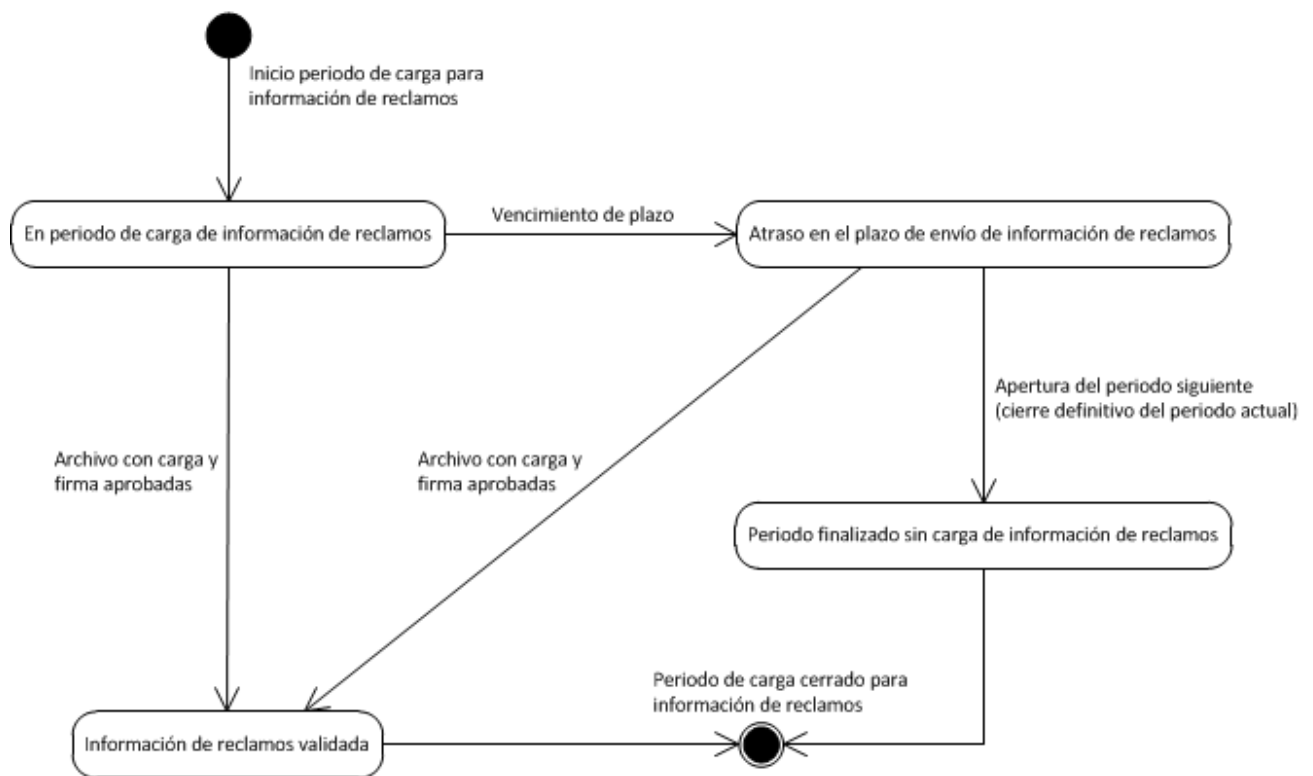 Inicio periodo de carga para
información de reclamos
En periodo de carga de información de reclamos
Vencimiento de plazo
Atraso en el plazo de envío de información de reclamos
Apertura del periodo siguiente
(cierre definitivo del periodo actual)
Archivo con carga y
firma aprobadas
Archivo con carga y
firma aprobadas
Periodo finalizado sin carga de información de reclamos
Periodo de carga cerrado para
información de reclamos
Información de reclamos validada